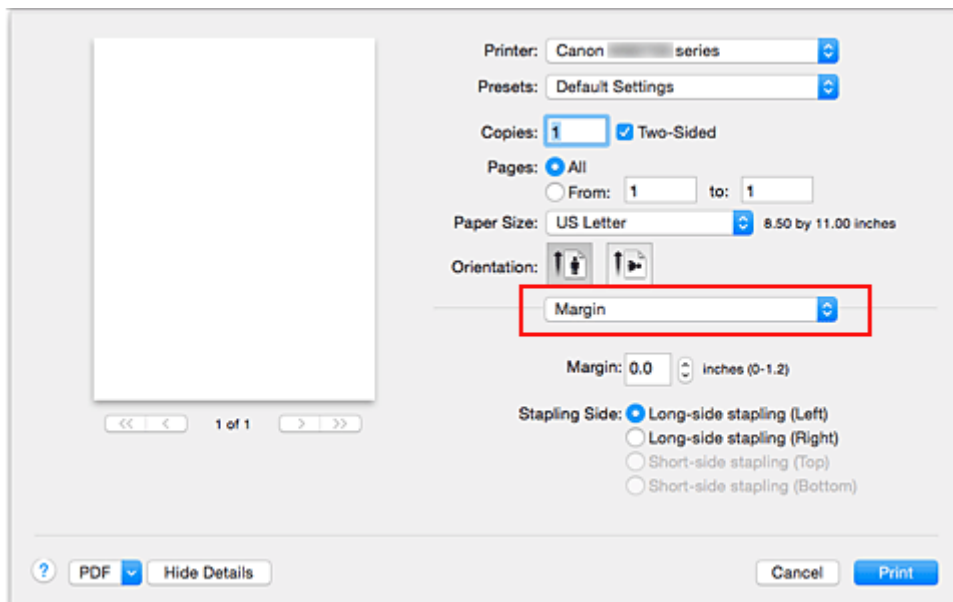 Printer: Canon series
Presets: Default Settings
Copies: 1 Two-Sided
Pages: All
From: 1 to: 1
Paper Size: US Letter 8.50 by 11.00 inches
Orientation:
Margin
Margin: 0.0 inches (0-1.2)
Stapling Side: Long-side stapling (Left)
Long-side stapling (Right)
Short-side stapling (Top)
Short-side stapling (Bottom)
<< < 1 of 1 > >>
? PDF Hide Details Cancel Print